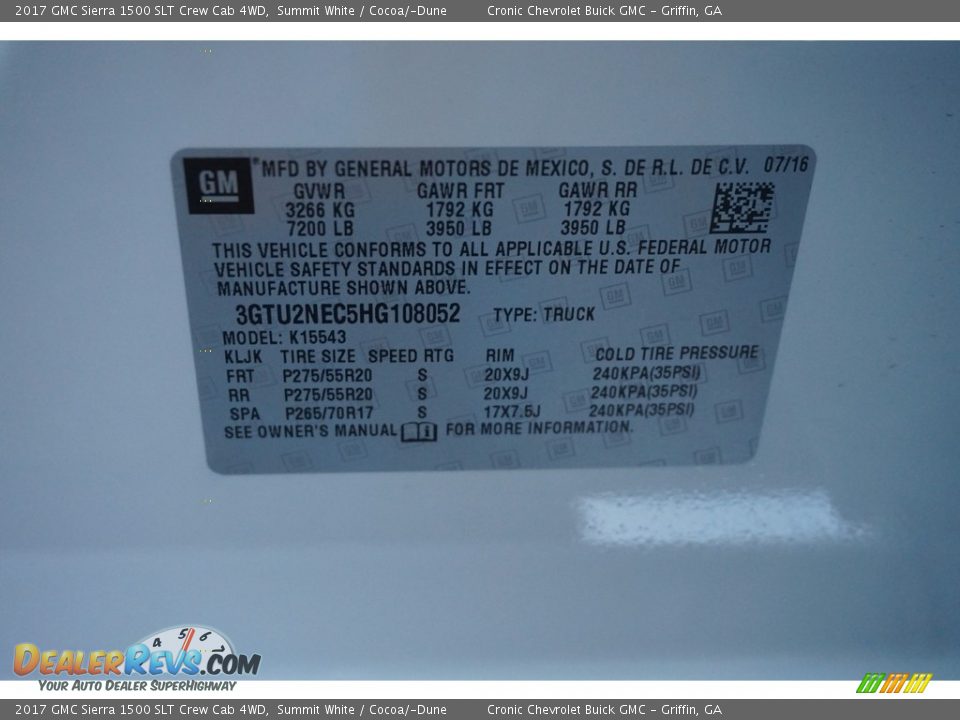 2017 GMC Sierra 1500 SLT Crew Cab 4WD, Summit White / Cocoa/-Dune Cronic Chevrolet Buick GMC - Griffin, GA
GM ® MFD BY GENERAL MOTORS DE MEXICO, S. DE R.L. DE C.V. 07/16
GVWR GAWR FRT GAWR RR
3266 KG 1792 KG 1792 KG
7200 LB 3950 LB 3950 LB
THIS VEHICLE CONFORMS TO ALL APPLICABLE U.S. FEDERAL MOTOR
VEHICLE SAFETY STANDARDS IN EFFECT ON THE DATE OF
MANUFACTURE SHOWN ABOVE.
3GTU2NEC5HG108052 TYPE: TRUCK
MODEL: K15543
KLJK TIRE SIZE SPEED RTG RIM COLD TIRE PRESSURE
FRT P275/55R20 S 20X9J 240KPA(35PSI)
RR P275/55R20 S 20X9J 240KPA(35PSI)
SPA P265/70R17 S 17X7.5J 240KPA(35PSI)
SEE OWNER'S MANUAL FOR MORE INFORMATION.
4 5 6
DEALERREVS.COM
YOUR AUTO DEALER SUPERHIGHWAY
2017 GMC Sierra 1500 SLT Crew Cab 4WD, Summit White / Cocoa/-Dune Cronic Chevrolet Buick GMC - Griffin, GA